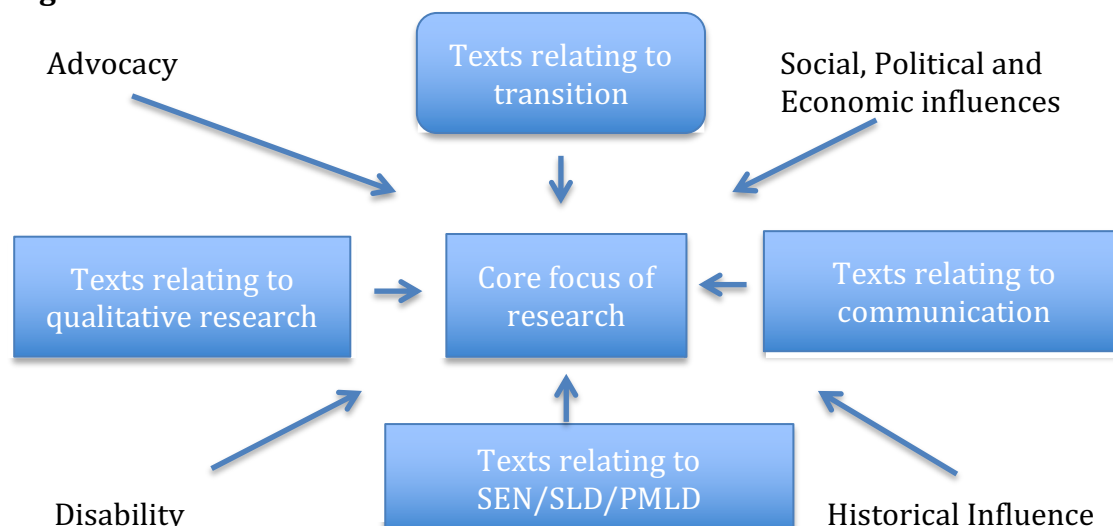 Advocacy
Texts relating to
transition
Social, Political and
Economic influences
Texts relating to
qualitative research
Core focus of
research
Texts relating to
communication
Texts relating to
SEN/SLD/PMLD
Disability
Historical Influence